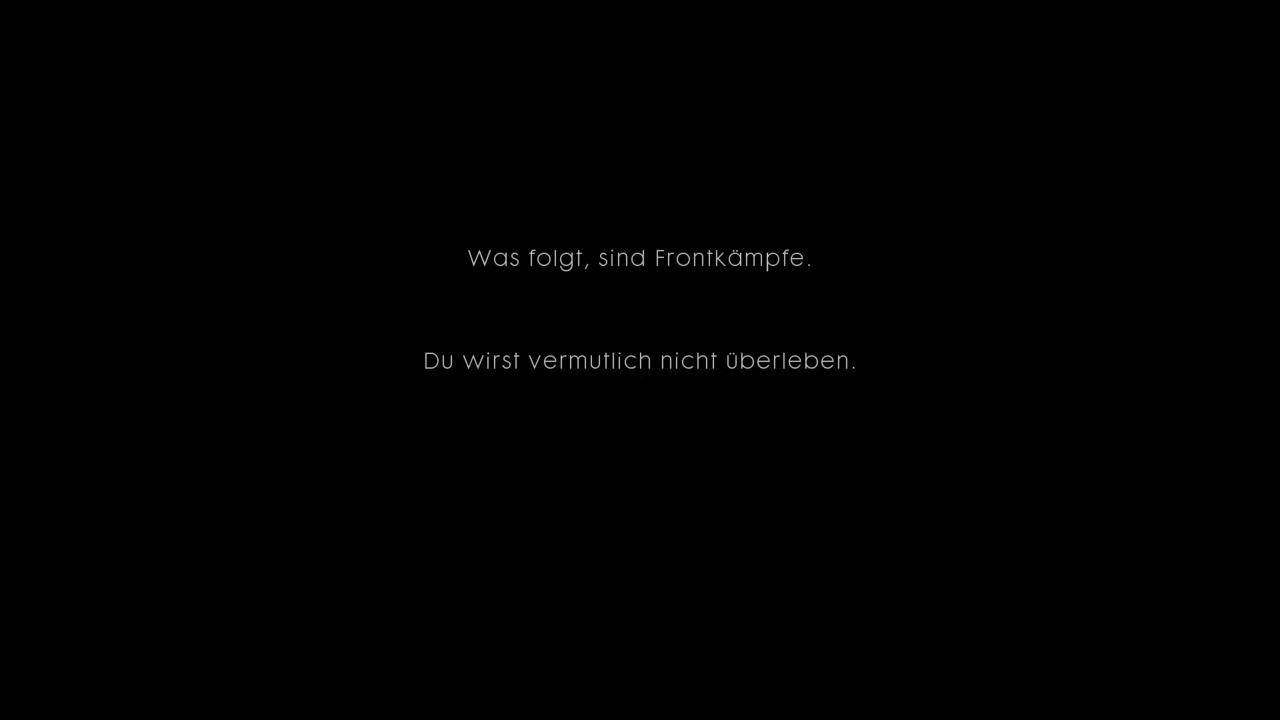 Was folgt, sind Frontkämpfe.
Du wirst vermutlich nicht überleben.